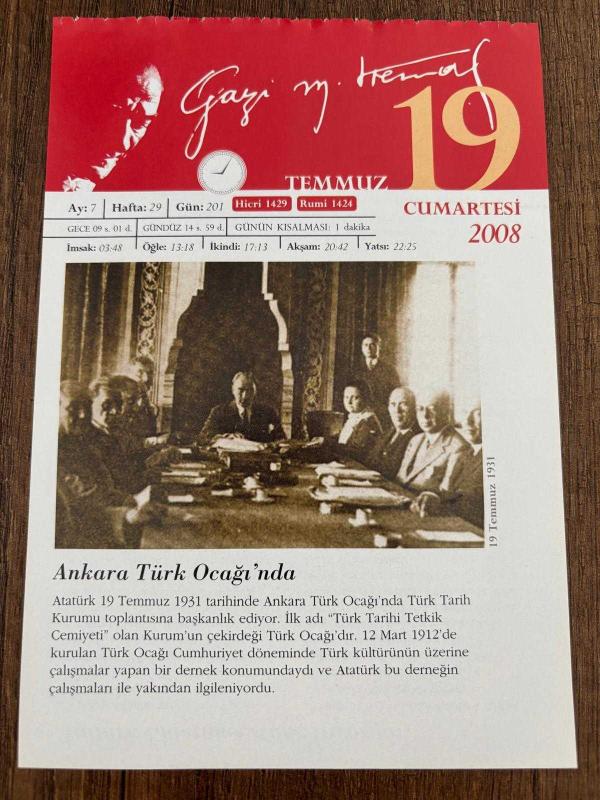 Gazi M. Kemal
19
TEMMUZ
CUMARTESİ
2008
Ay: 7 Hafta: 29 Gün: 201 Hicri 1429 Rumi 1424
GECE 09 s. 01 d. GÜNDÜZ 14 s. 59 d. GÜNÜN KISALMASI: 1 dakika
İmsak: 03:48 Öğle: 13:18 İkindi: 17:13 Akşam: 20:42 Yatsı: 22:25
19 Temmuz 1931
Ankara Türk Ocağı'nda
Atatürk 19 Temmuz 1931 tarihinde Ankara Türk Ocağı'nda Türk Tarih
Kurumu toplantısına başkanlık ediyor. İlk adı "Türk Tarihi Tetkik
Cemiyeti" olan Kurum'un çekirdeği Türk Ocağı'dır. 12 Mart 1912'de
kurulan Türk Ocağı Cumhuriyet döneminde Türk kültürünün üzerine
çalışmalar yapan bir dernek konumundaydı ve Atatürk bu derneğin
çalışmaları ile yakından ilgileniyordu.